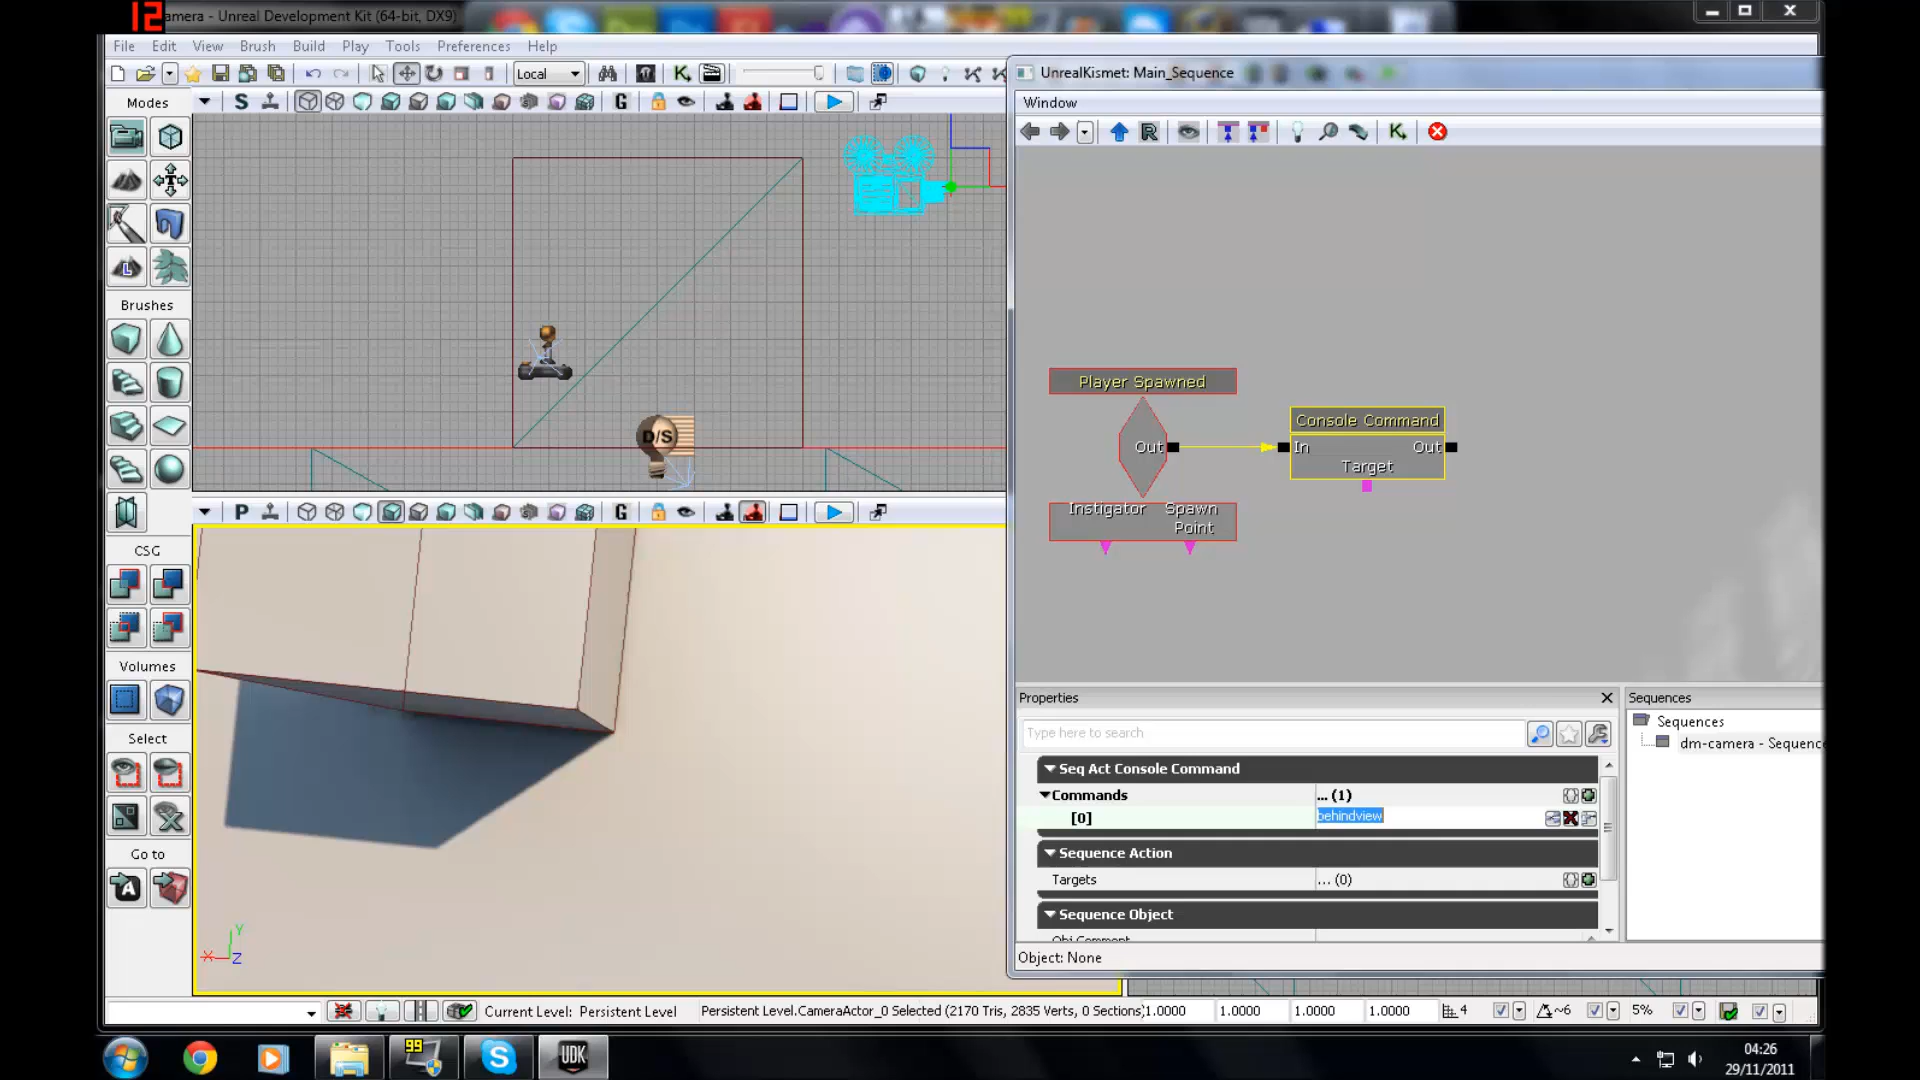 12
amera - Unreal Development Kit (64-bit, DX9)
File Edit View Brush Build Play Tools Preferences Help
Local
UnrealKismet: Main_Sequence
Window
Modes
S
G
R
K
Player Spawned
Out
Instigator Spawn
Point
Console Command
In Out
Target
Brushes
D/S
P
G
CSG
Volumes
Select
Go to
A
Y
X
Z
Properties
Type here to search
Seq Act Console Command
Commands ... (1)
[0] behindview
Sequence Action
Targets ... (0)
Sequence Object
Obj Comment
Object: None
Sequences
Sequences
dm-camera - Sequence
Current Level: Persistent Level
Persistent Level.CameraActor_0 Selected (2170 Tris, 2835 Verts, 0 Sections,
1.0000 1.0000 1.0000 1.0000 4 ~6 5%
99
UDK
04:26
29/11/2011